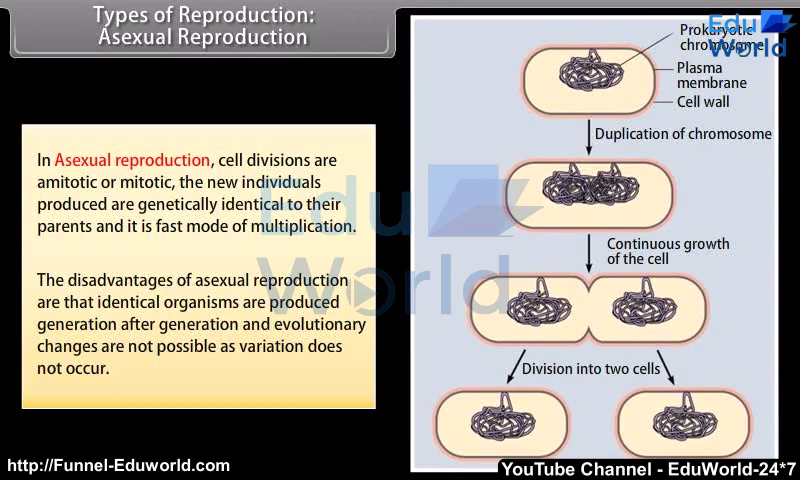 Types of Reproduction:
Asexual Reproduction
In Asexual reproduction, cell divisions are
amitotic or mitotic, the new individuals
produced are genetically identical to their
parents and it is fast mode of multiplication.
The disadvantages of asexual reproduction
are that identical organisms are produced
generation after generation and evolutionary
changes are not possible as variation does
not occur.
Edu
World
Edu
World
Prokaryotic
chromosome
Plasma
membrane
Cell wall
Duplication of chromosome
Continuous growth
of the cell
Division into two cells
http://Funnel-Eduworld.com
YouTube Channel - EduWorld-24*7